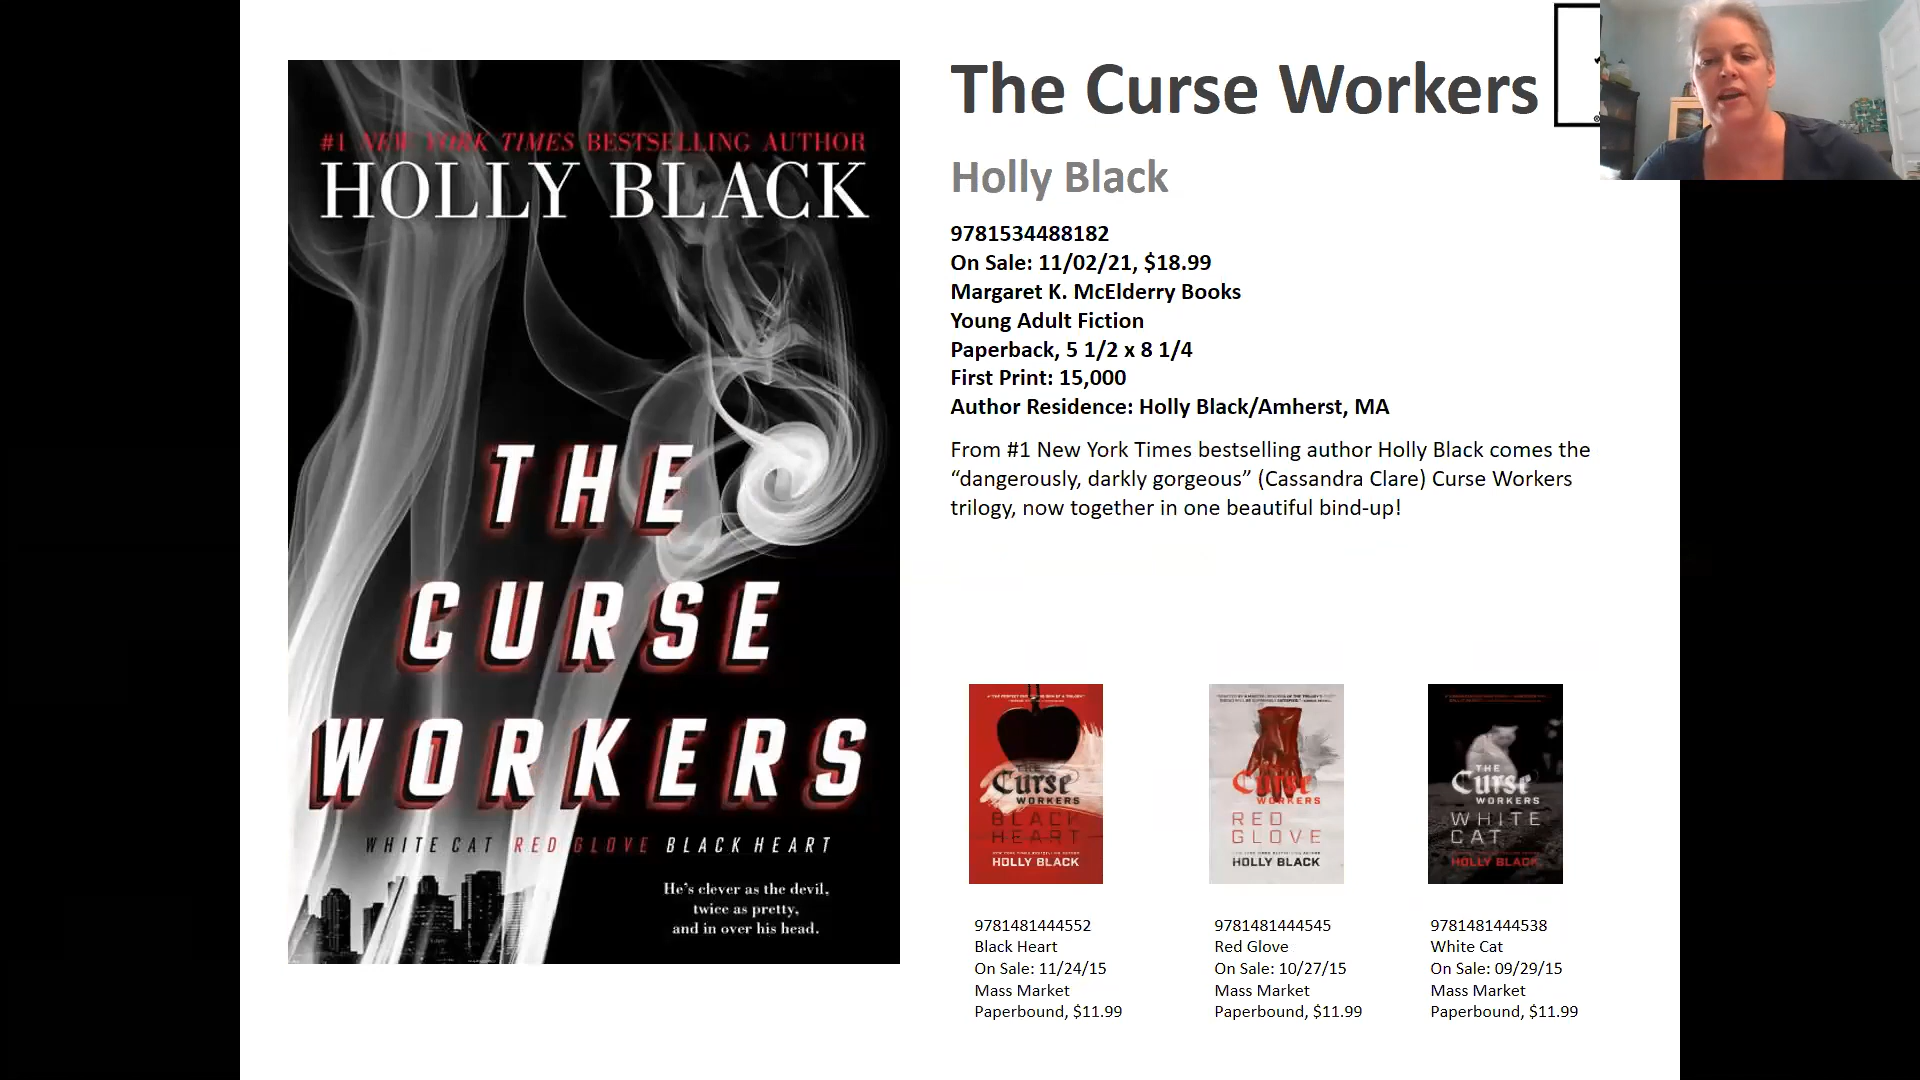 #1 NEW YORK TIMES BESTSELLING AUTHOR
HOLLY BLACK
THE
CURSE
WORKERS
WHITE CAT RED GLOVE BLACK HEART
He's clever as the devil,
twice as pretty,
and in over his head.
The Curse Workers
Holly Black
9781534488182
On Sale: 11/02/21, $18.99
Margaret K. McElderry Books
Young Adult Fiction
Paperback, 5 1/2 x 8 1/4
First Print: 15,000
Author Residence: Holly Black/Amherst, MA
From #1 New York Times bestselling author Holly Black comes the
“dangerously, darkly gorgeous” (Cassandra Clare) Curse Workers
trilogy, now together in one beautiful bind-up!
THE
Curse
WORKERS
BLACK
HEART
HOLLY BLACK
9781481444552
Black Heart
On Sale: 11/24/15
Mass Market
Paperbound, $11.99
Curse
WORKERS
RED
GLOVE
HOLLY BLACK
9781481444545
Red Glove
On Sale: 10/27/15
Mass Market
Paperbound, $11.99
THE
Curse
WORKERS
WHITE
CAT
HOLLY BLACK
9781481444538
White Cat
On Sale: 09/29/15
Mass Market
Paperbound, $11.99